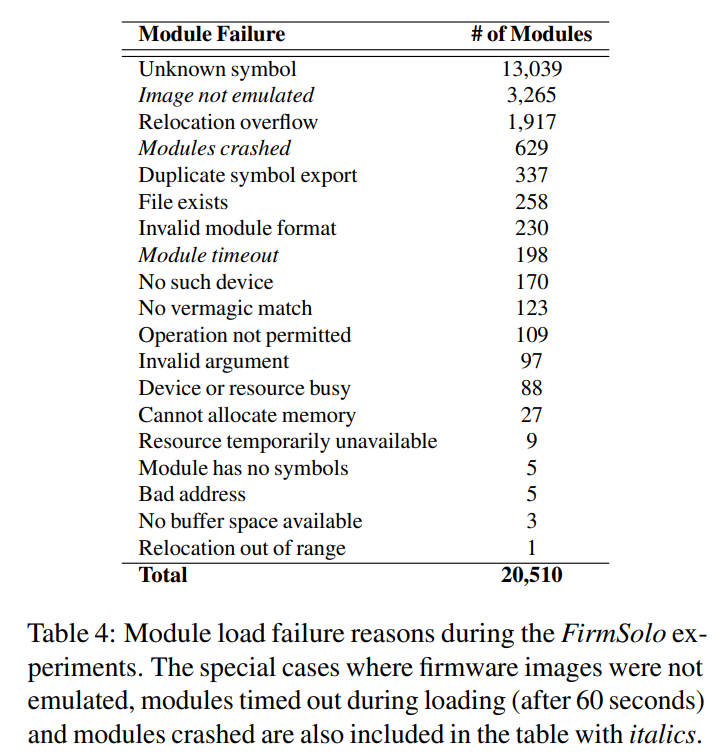 Module Failure # of Modules
Unknown symbol 13,039
Image not emulated 3,265
Relocation overflow 1,917
Modules crashed 629
Duplicate symbol export 337
File exists 258
Invalid module format 230
Module timeout 198
No such device 170
No vermagic match 123
Operation not permitted 109
Invalid argument 97
Device or resource busy 88
Cannot allocate memory 27
Resource temporarily unavailable 9
Module has no symbols 5
Bad address 5
No buffer space available 3
Relocation out of range 1
Total 20,510
Table 4: Module load failure reasons during the FirmSolo ex-
periments. The special cases where firmware images were not
emulated, modules timed out during loading (after 60 seconds)
and modules crashed are also included in the table with italics.